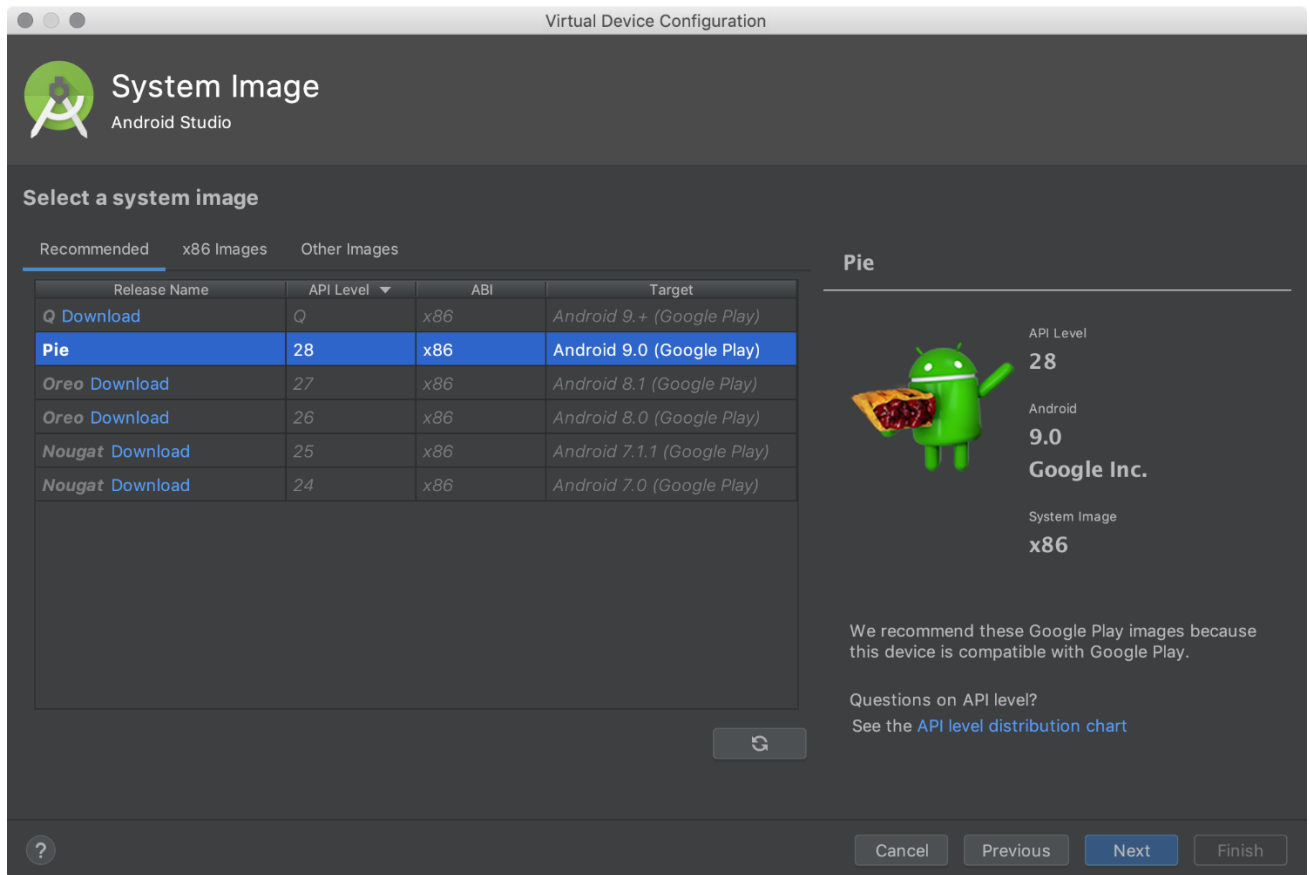 Virtual Device Configuration
System Image
Android Studio
Select a system image
Recommended x86 Images Other Images
Release Name API Level ABI Target
Q Download Q x86 Android 9.+ (Google Play)
Pie 28 x86 Android 9.0 (Google Play)
Oreo Download 27 x86 Android 8.1 (Google Play)
Oreo Download 26 x86 Android 8.0 (Google Play)
Nougat Download 25 x86 Android 7.1.1 (Google Play)
Nougat Download 24 x86 Android 7.0 (Google Play)
Pie
API Level
28
Android
9.0
Google Inc.
System Image
x86
We recommend these Google Play images because
this device is compatible with Google Play.
Questions on API level?
See the API level distribution chart
? Cancel Previous Next Finish